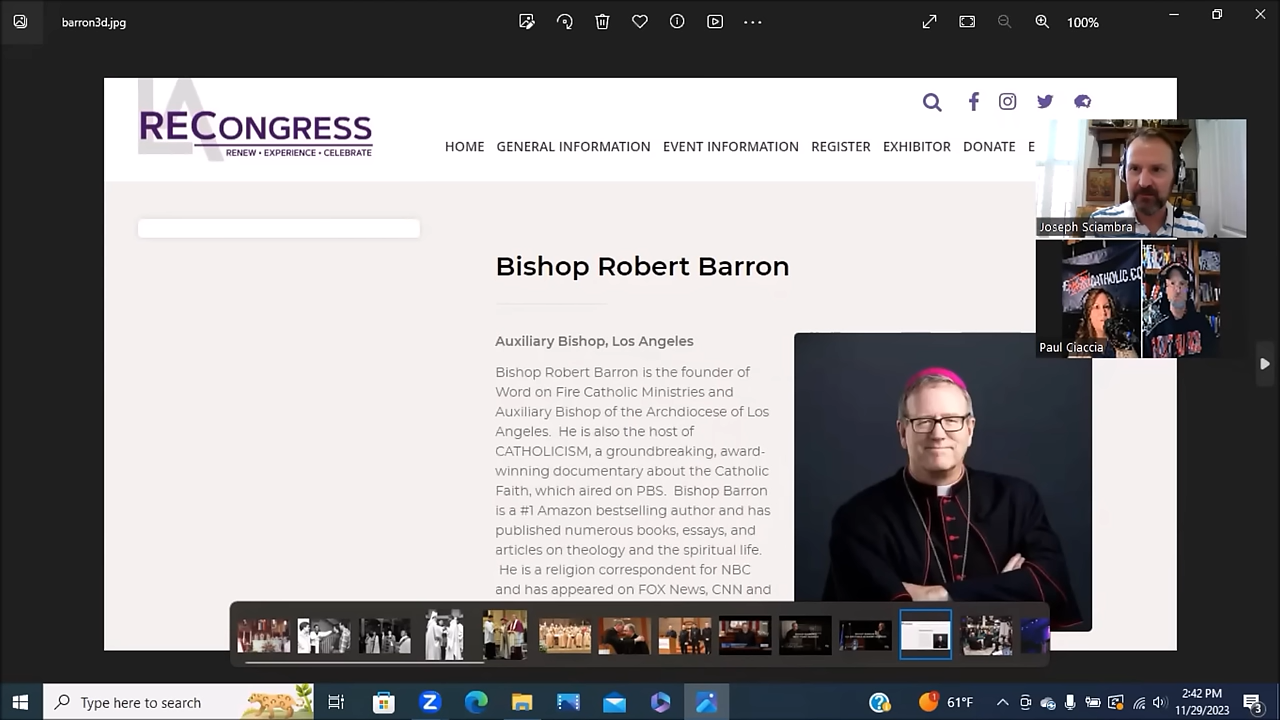 barron3d.jpg
100%
LA
RECONGRESS
RENEW • EXPERIENCE • CELEBRATE
HOME GENERAL INFORMATION EVENT INFORMATION REGISTER EXHIBITOR DONATE E
Joseph Sciambra
CATHOLIC.CO
Paul Ciaccia
Bishop Robert Barron
Auxiliary Bishop, Los Angeles
Bishop Robert Barron is the founder of
Word on Fire Catholic Ministries and
Auxiliary Bishop of the Archdiocese of Los
Angeles. He is also the host of
CATHOLICISM, a groundbreaking, award-
winning documentary about the Catholic
Faith, which aired on PBS. Bishop Barron
is a #1 Amazon bestselling author and has
published numerous books, essays, and
articles on theology and the spiritual life.
He is a religion correspondent for NBC
and has appeared on FOX News, CNN and
Type here to search
1
61°F
2:42 PM
11/29/2023
3